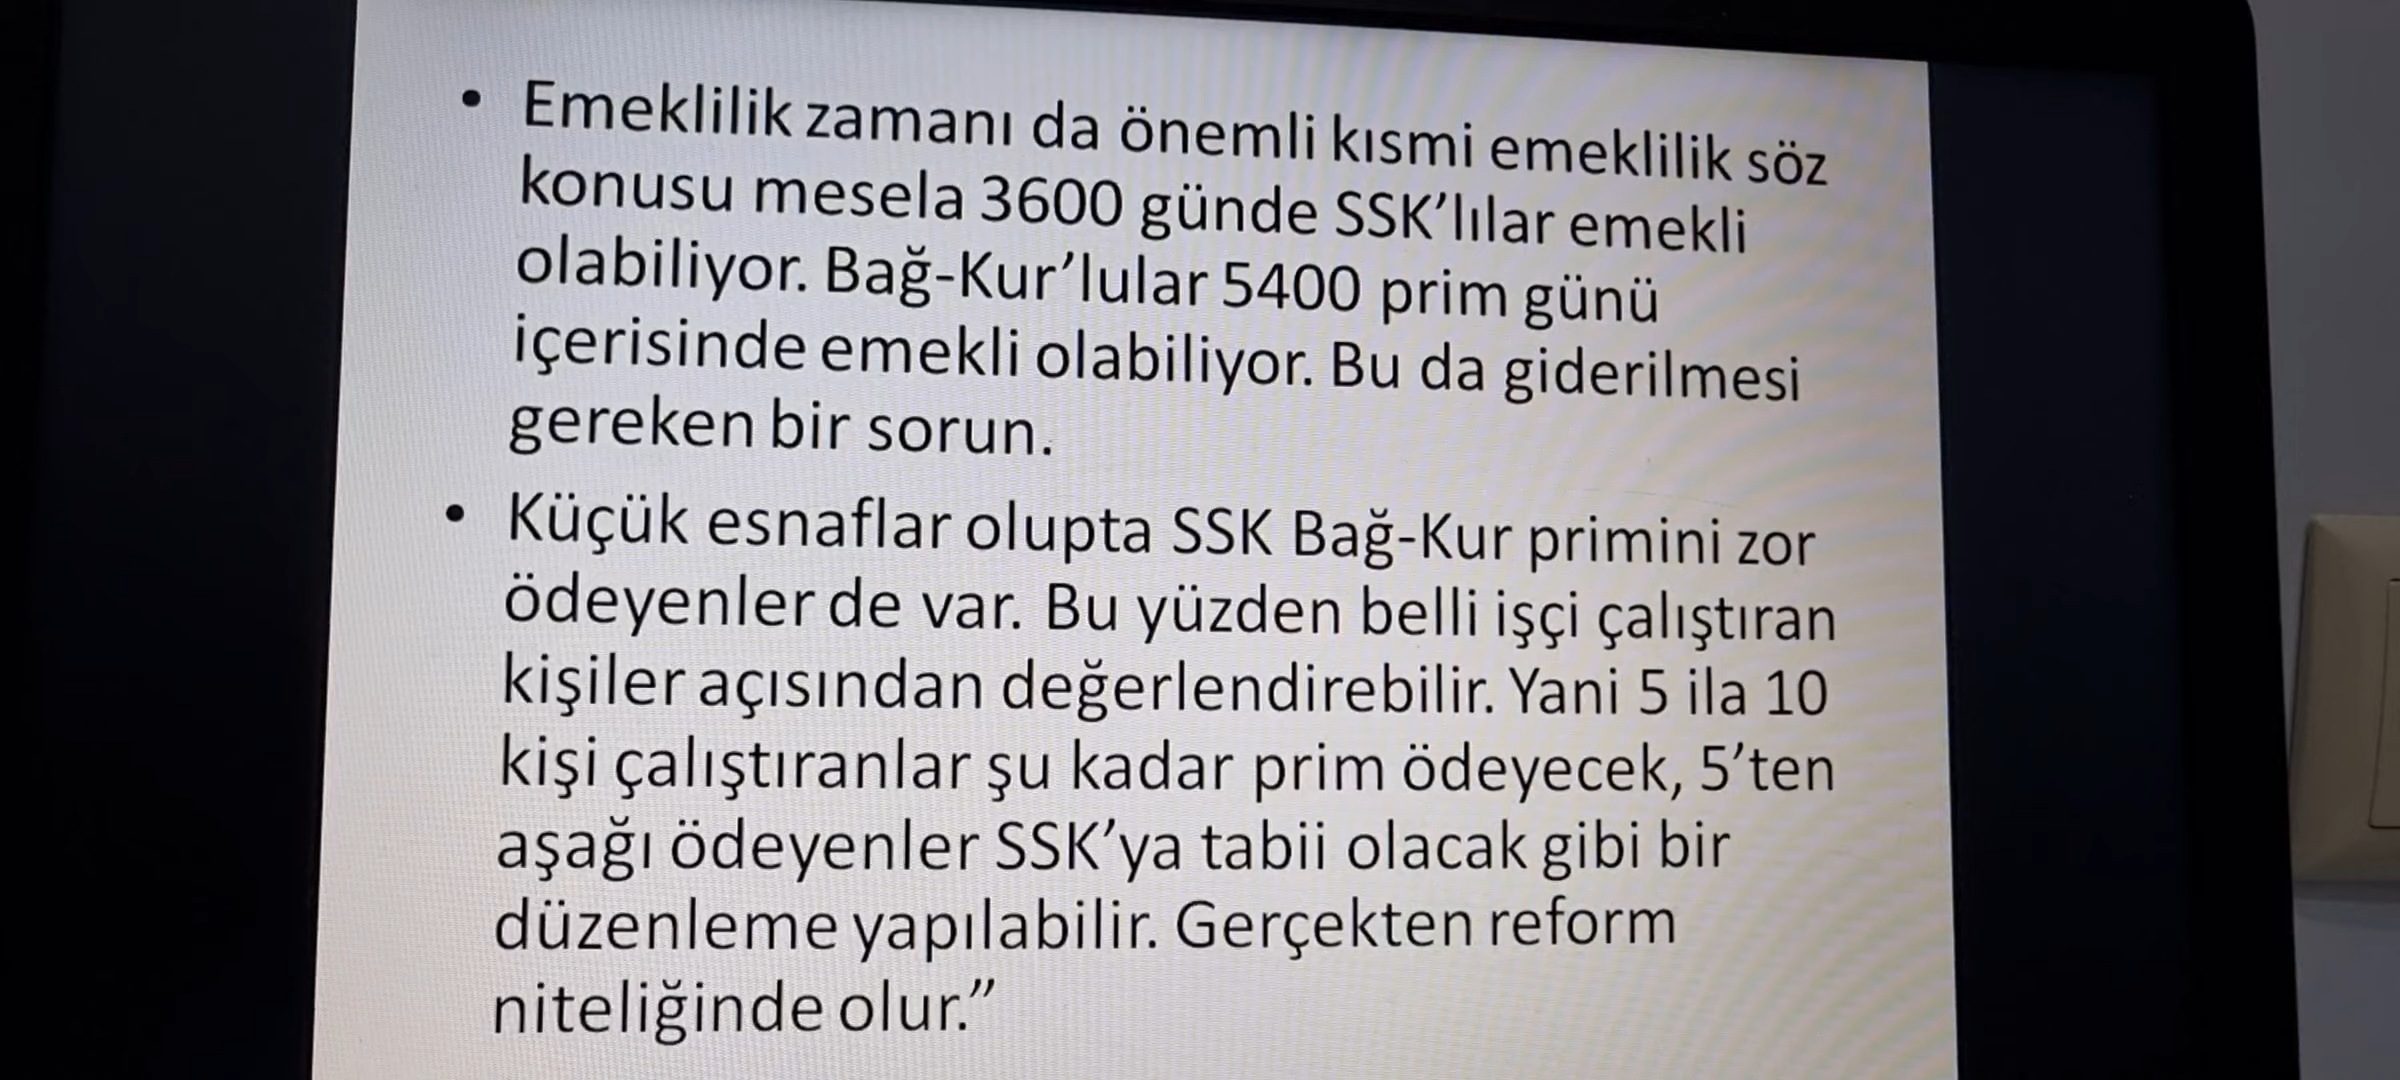 • Emeklilik zamanı da önemli kısmi emeklilik söz
konusu mesela 3600 günde SSK’lılar emekli
olabiliyor. Bağ-Kur’lular 5400 prim günü
içerisinde emekli olabiliyor. Bu da giderilmesi
gereken bir sorun.
• Küçük esnaflar olupta SSK Bağ-Kur primini zor
ödeyenler de var. Bu yüzden belli işçi çalıştıran
kişiler açısından değerlendirebilir. Yani 5 ila 10
kişi çalıştıranlar şu kadar prim ödeyecek, 5’ten
aşağı ödeyenler SSK’ya tabii olacak gibi bir
düzenleme yapılabilir. Gerçekten reform
niteliğinde olur.”